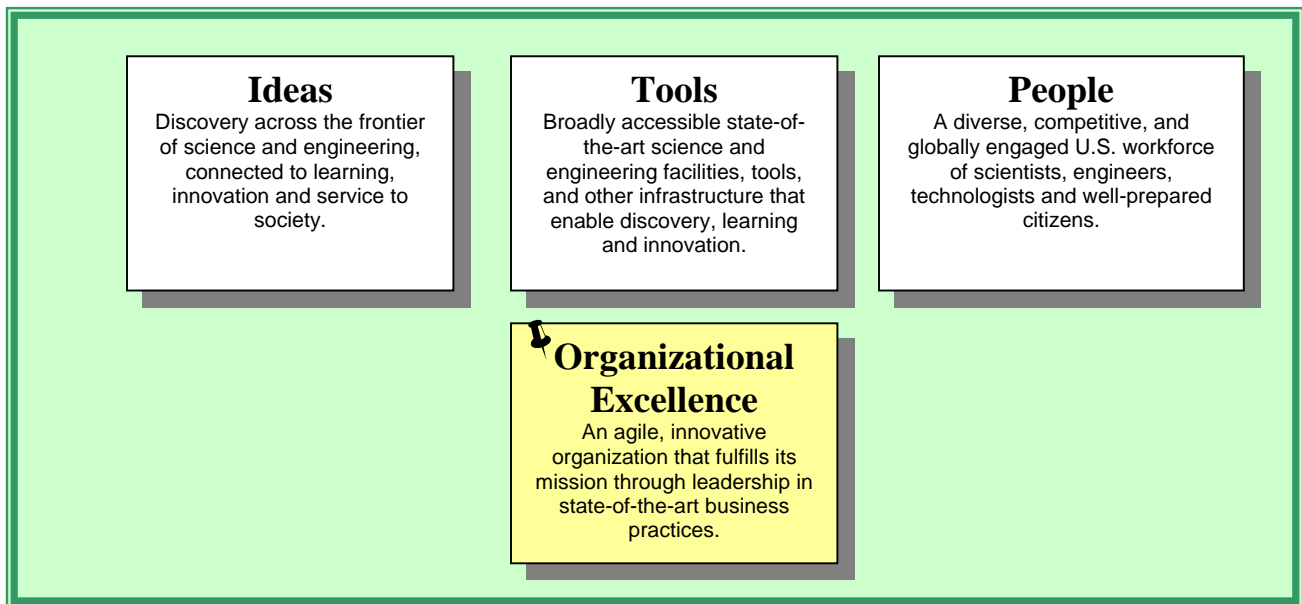 Ideas
Discovery across the frontier
of science and engineering,
connected to learning,
innovation and service to
society.
Tools
Broadly accessible state-of-
the-art science and
engineering facilities, tools,
and other infrastructure that
enable discovery, learning
and innovation.
People
A diverse, competitive, and
globally engaged U.S. workforce
of scientists, engineers,
technologists and well-prepared
citizens.
Organizational
Excellence
An agile, innovative
organization that fulfills its
mission through leadership in
state-of-the-art business
practices.